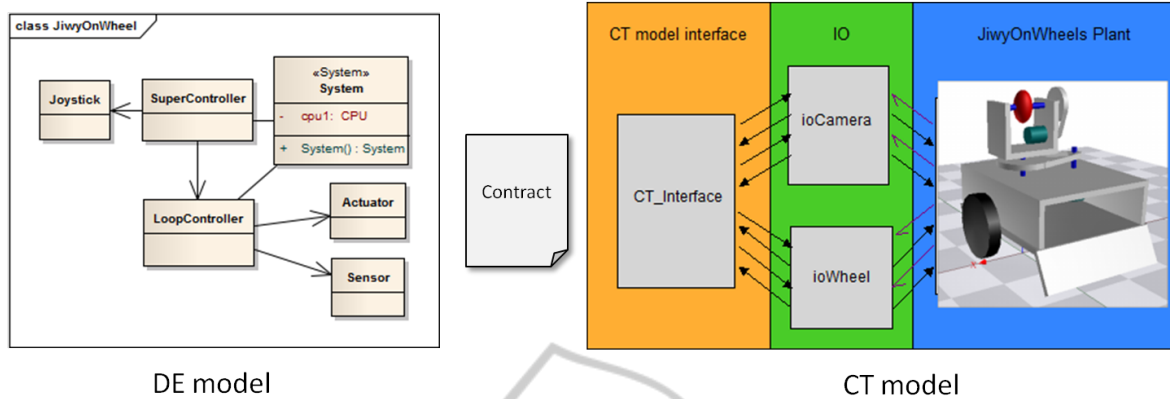 class JiwyOnWheel
«System»
System
- cpu1: CPU
+ System() : System
Joystick
SuperController
LoopController
Actuator
Sensor
DE model
Contract
CT model interface
IO
JiwyOnWheels Plant
ioCamera
CT_Interface
ioWheel
x
CT model